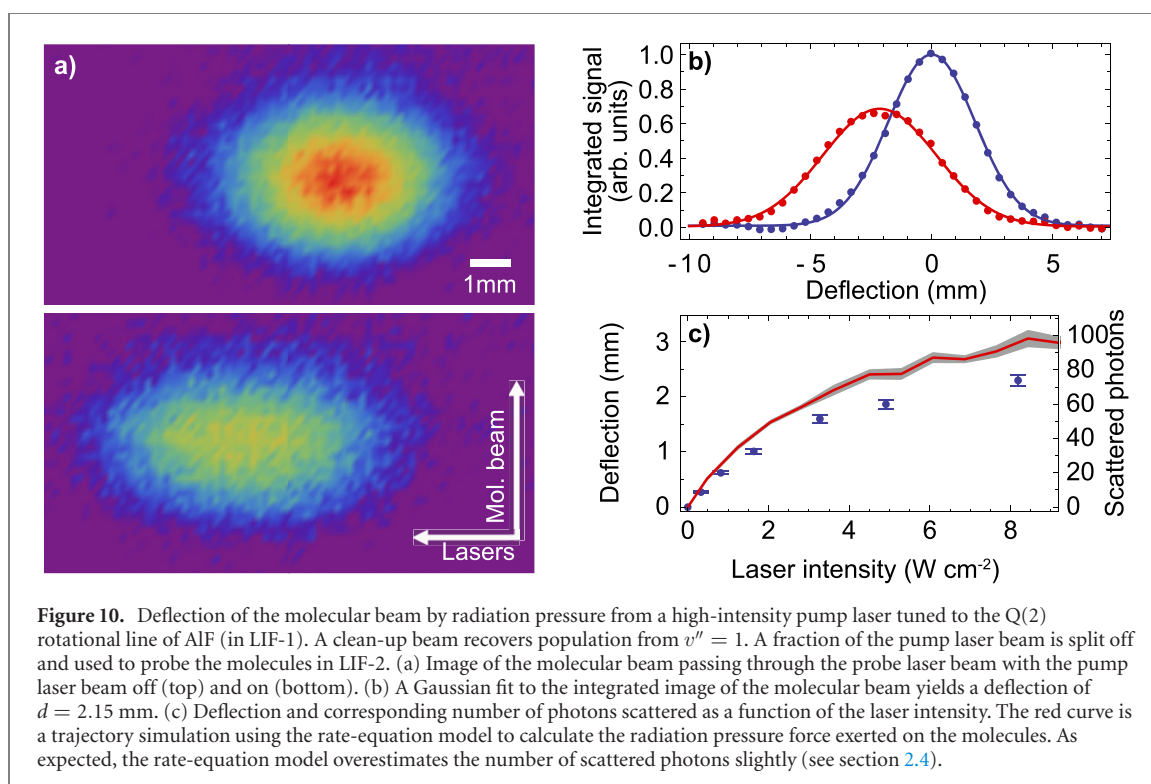 a)
1mm
Mol. beam
Lasers
b)
Integrated signal
(arb. units)
1.0
0.8
0.6
0.4
0.2
0.0
-10 -5 0 5
Deflection (mm)
c)
Deflection (mm)
3
2
1
0
100
80
60
40
20
0
Scattered photons
0 2 4 6 8
Laser intensity (W cm⁻²)
Figure 10. Deflection of the molecular beam by radiation pressure from a high-intensity pump laser tuned to the Q(2)
rotational line of AlF (in LIF-1). A clean-up beam recovers population from v″ = 1. A fraction of the pump laser beam is split off
and used to probe the molecules in LIF-2. (a) Image of the molecular beam passing through the probe laser beam with the pump
laser beam off (top) and on (bottom). (b) A Gaussian fit to the integrated image of the molecular beam yields a deflection of
d = 2.15 mm. (c) Deflection and corresponding number of photons scattered as a function of the laser intensity. The red curve is
a trajectory simulation using the rate-equation model to calculate the radiation pressure force exerted on the molecules. As
expected, the rate-equation model overestimates the number of scattered photons slightly (see section 2.4).